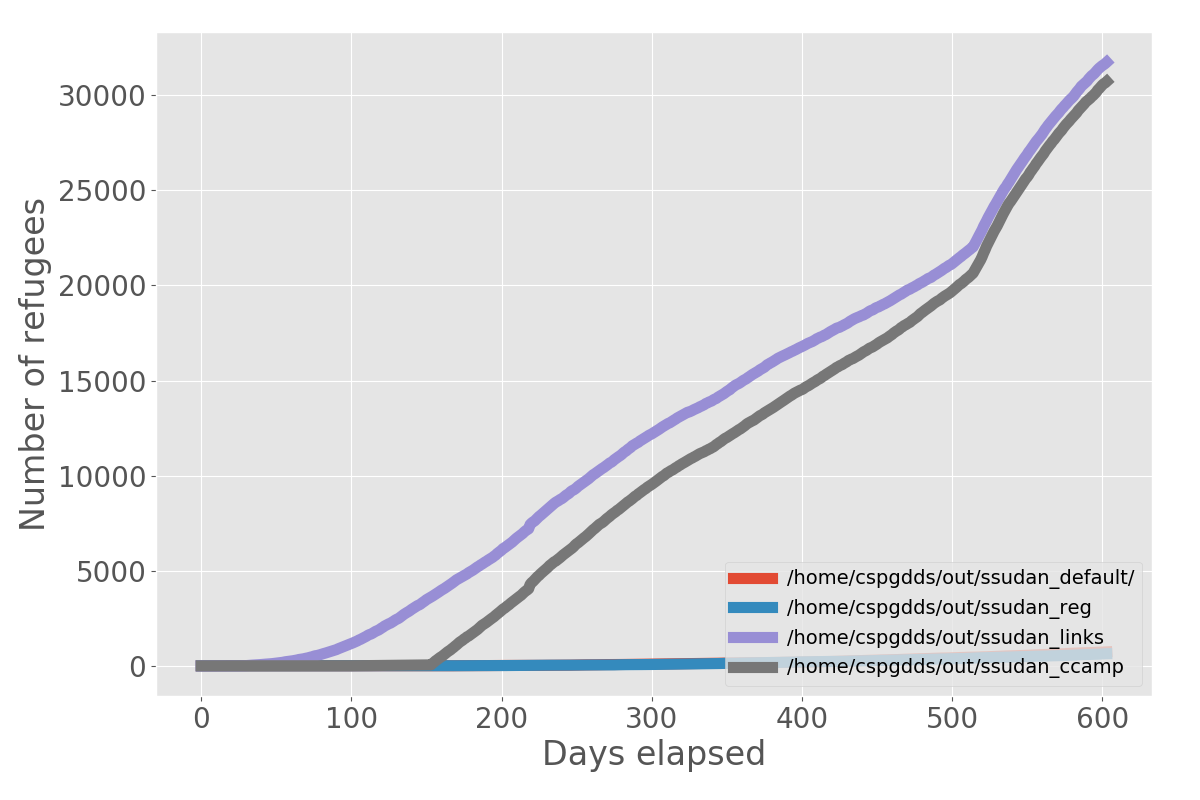 30000
25000
20000
15000
10000
5000
0
Number of refugees
/home/cspgdds/out/ssudan_default/
/home/cspgdds/out/ssudan_reg
/home/cspgdds/out/ssudan_links
/home/cspgdds/out/ssudan_ccamp
0 100 200 300 400 500 600
Days elapsed